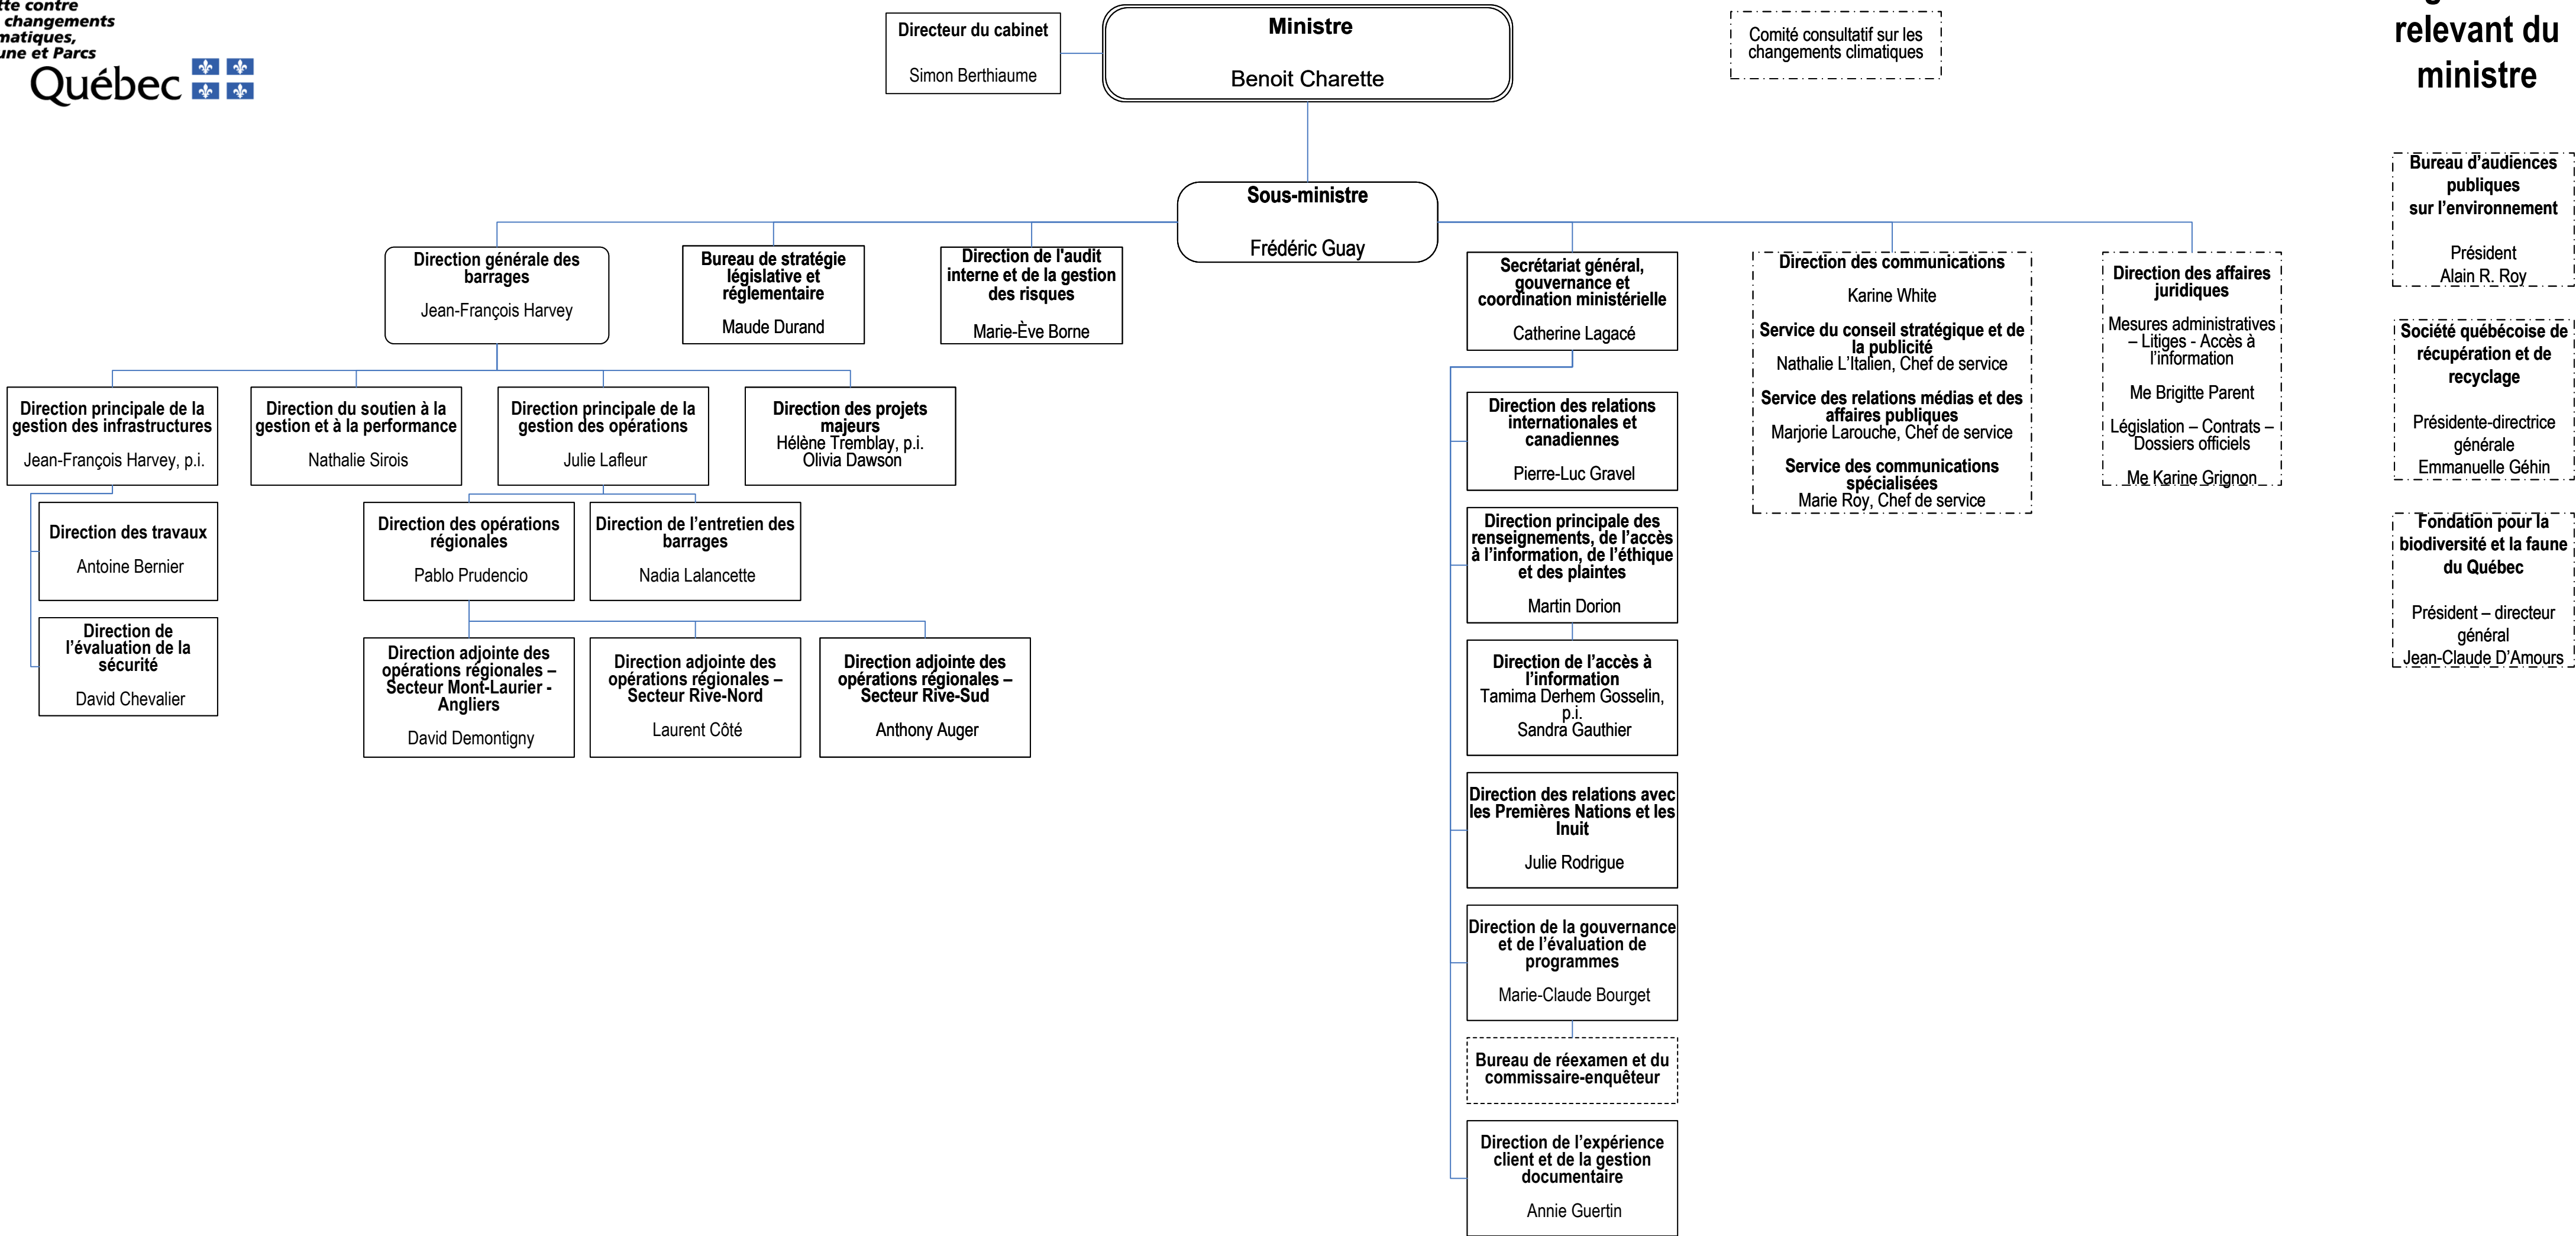 changements
et Parcs
Québec
Directeur du cabinet
Simon Berthiaume
Ministre
Benoit Charette
Comité consultatif sur les
changements climatiques
relevant du
ministre
Sous-ministre
Frédéric Guay
Direction générale des
barrages
Jean-François Harvey
Bureau de stratégie
législative et
réglementaire
Maude Durand
Direction de l'audit
interne et de la gestion
des risques
Marie-Ève Borne
Secrétariat général,
gouvernance et
coordination ministérielle
Catherine Lagacé
Direction des communications
Karine White
Service du conseil stratégique et de
la publicité
Nathalie L’Italien, Chef de service
Service des relations médias et des
affaires publiques
Marjorie Larouche, Chef de service
Service des communications
spécialisées
Marie Roy, Chef de service
Direction des affaires
juridiques
Mesures administratives
– Litiges - Accès à
l’information
Me Brigitte Parent
Législation – Contrats –
Dossiers officiels
Me Karine Grignon
Bureau d’audiences
publiques
sur l’environnement
Président
Alain R. Roy
Société québécoise de
récupération et de
recyclage
Présidente-directrice
générale
Emmanuelle Géhin
Fondation pour la
biodiversité et la faune
du Québec
Président – directeur
général
Jean-Claude D’Amours
Direction principale de la
gestion des infrastructures
Jean-François Harvey, p.i.
Direction du soutien à la
gestion et à la performance
Nathalie Sirois
Direction principale de la
gestion des opérations
Julie Lafleur
Direction des projets
majeurs
Hélène Tremblay, p.i.
Olivia Dawson
Direction des travaux
Antoine Bernier
Direction de
l’évaluation de la
sécurité
David Chevalier
Direction des opérations
régionales
Pablo Prudencio
Direction de l’entretien des
barrages
Nadia Lalancette
Direction adjointe des
opérations régionales –
Secteur Mont-Laurier -
Angliers
David Demontigny
Direction adjointe des
opérations régionales –
Secteur Rive-Nord
Laurent Côté
Direction adjointe des
opérations régionales –
Secteur Rive-Sud
Anthony Auger
Direction des relations
internationales et
canadiennes
Pierre-Luc Gravel
Direction principale des
renseignements, de l’accès
à l’information, de l’éthique
et des plaintes
Martin Dorion
Direction de l’accès à
l’information
Tamima Derhem Gosselin,
p.i.
Sandra Gauthier
Direction des relations avec
les Premières Nations et les
Inuit
Julie Rodrigue
Direction de la gouvernance
et de l’évaluation de
programmes
Marie-Claude Bourget
Bureau de réexamen et du
commissaire-enquêteur
Direction de l’expérience
client et de la gestion
documentaire
Annie Guertin